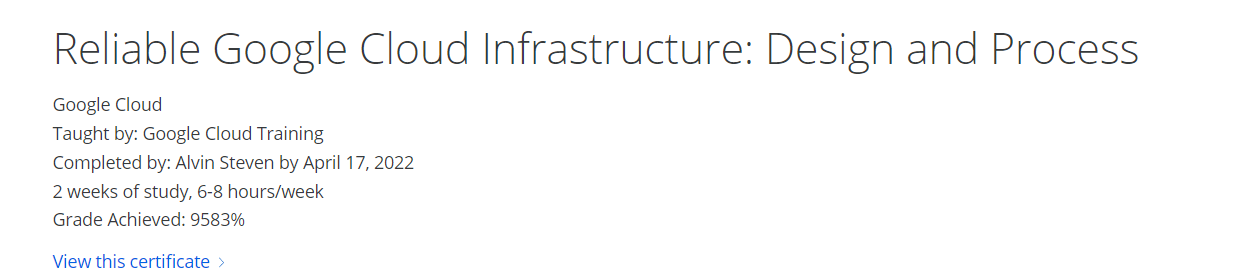 Reliable Google Cloud Infrastructure: Design and Process
Google Cloud
Taught by: Google Cloud Training
Completed by: Alvin Steven by April 17, 2022
2 weeks of study, 6-8 hours/week
Grade Achieved: 9583%
View this certificate >